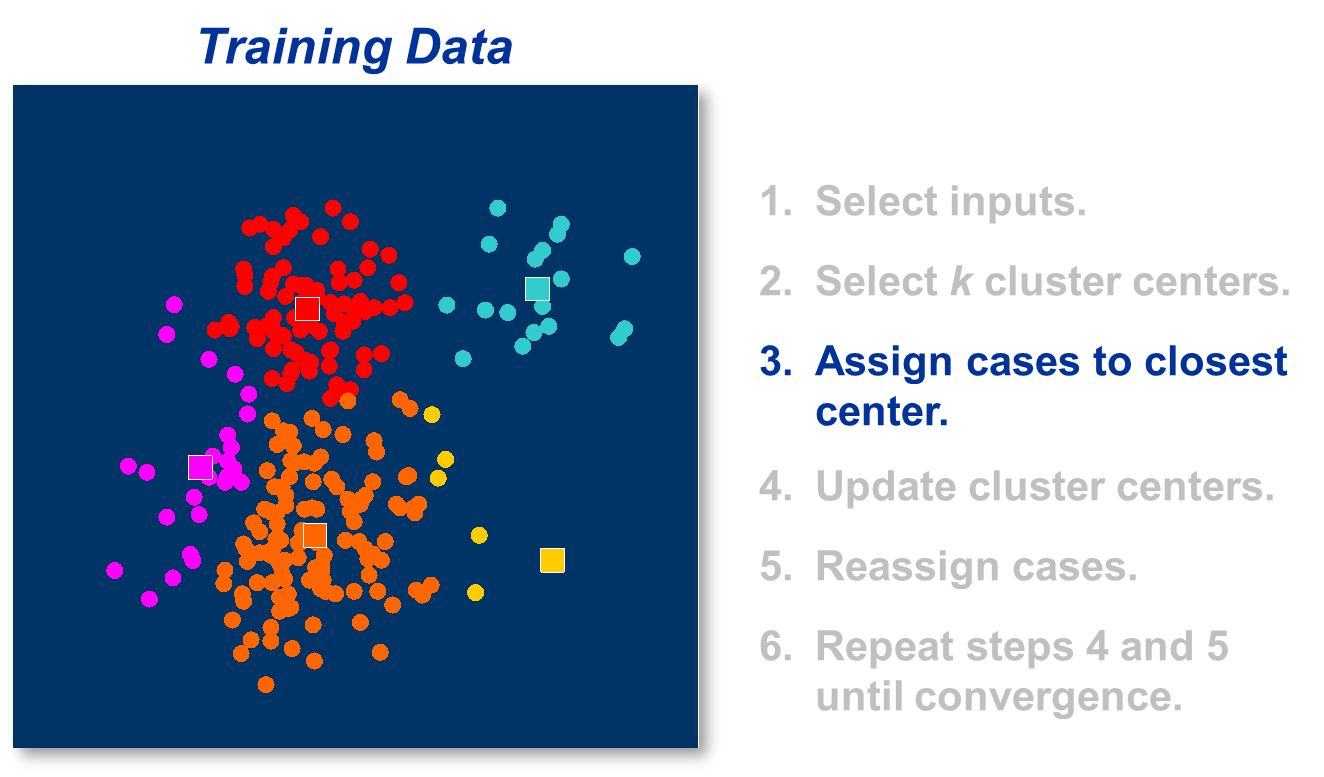 Training Data
1. Select inputs.
2. Select k cluster centers.
3. Assign cases to closest
center.
4. Update cluster centers.
5. Reassign cases.
6. Repeat steps 4 and 5
until convergence.